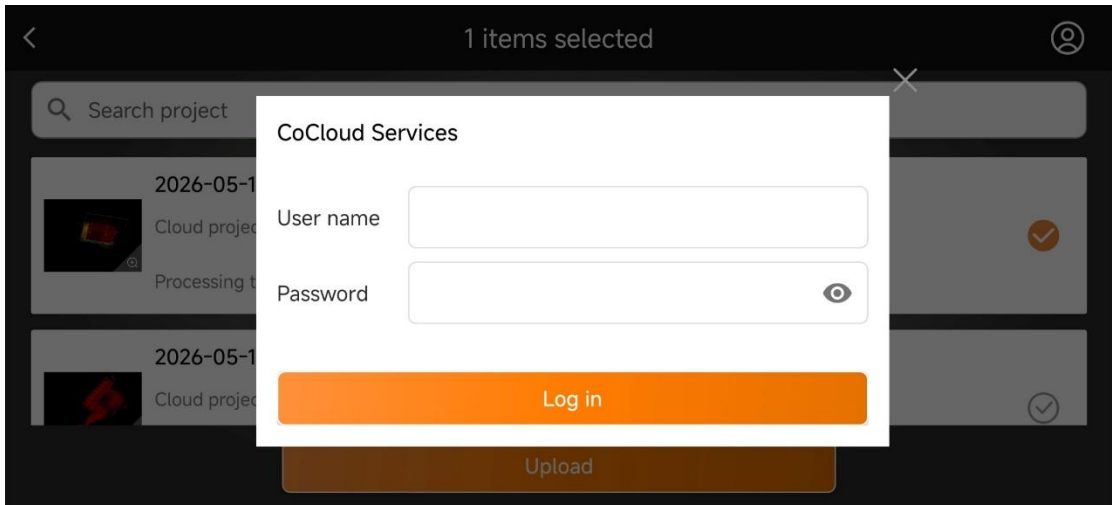 1 items selected
Search project
CoCloud Services
2026-05-1
Cloud projec
Processing t
User name
Password
2026-05-1
Cloud projec
Log in
Upload